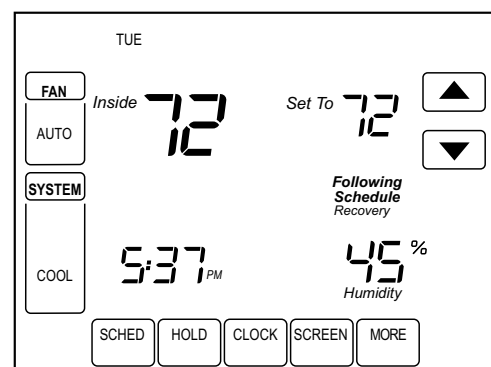 TUE
FAN
AUTO
Inside 72
Set To 72
SYSTEM
COOL
Following
Schedule
Recovery
5:37 PM
45 %
Humidity
SCHED HOLD CLOCK SCREEN MORE